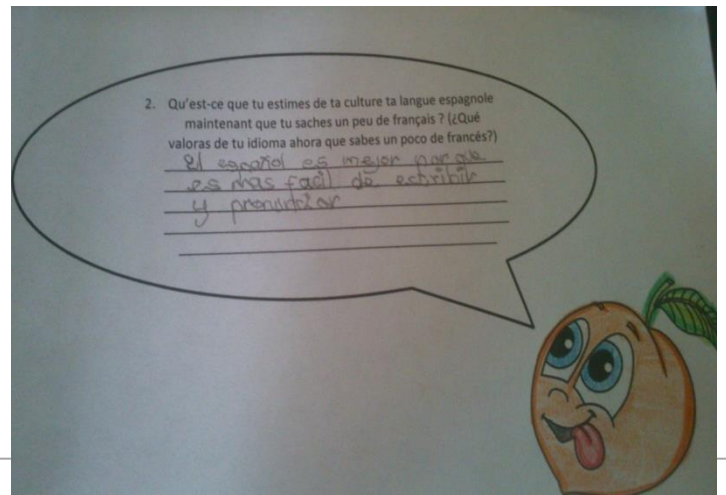 2. Qu'est-ce que tu estimes de ta culture ta langue espagnole
maintenant que tu saches un peu de français ? (¿Qué
valoras de tu idioma ahora que sabes un poco de francés?)
El español es mejor porque
es mas facil de
y